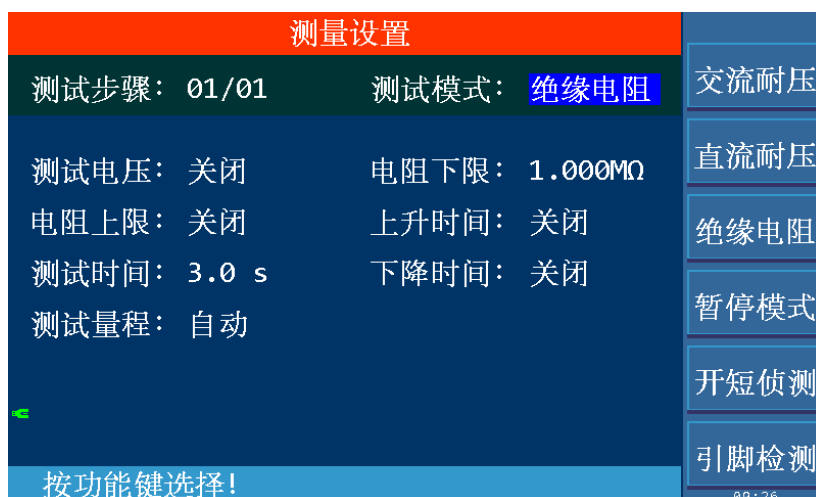 测量设置
测试步骤: 01/01 测试模式: 绝缘电阻
测试电压: 关闭 电阻下限: 1.000MΩ
电阻上限: 关闭 上升时间: 关闭
测试时间: 3.0 s 下降时间: 关闭
测试量程: 自动
按功能键选择!
交流耐压
直流耐压
绝缘电阻
暂停模式
开短侦测
引脚检测
09:26